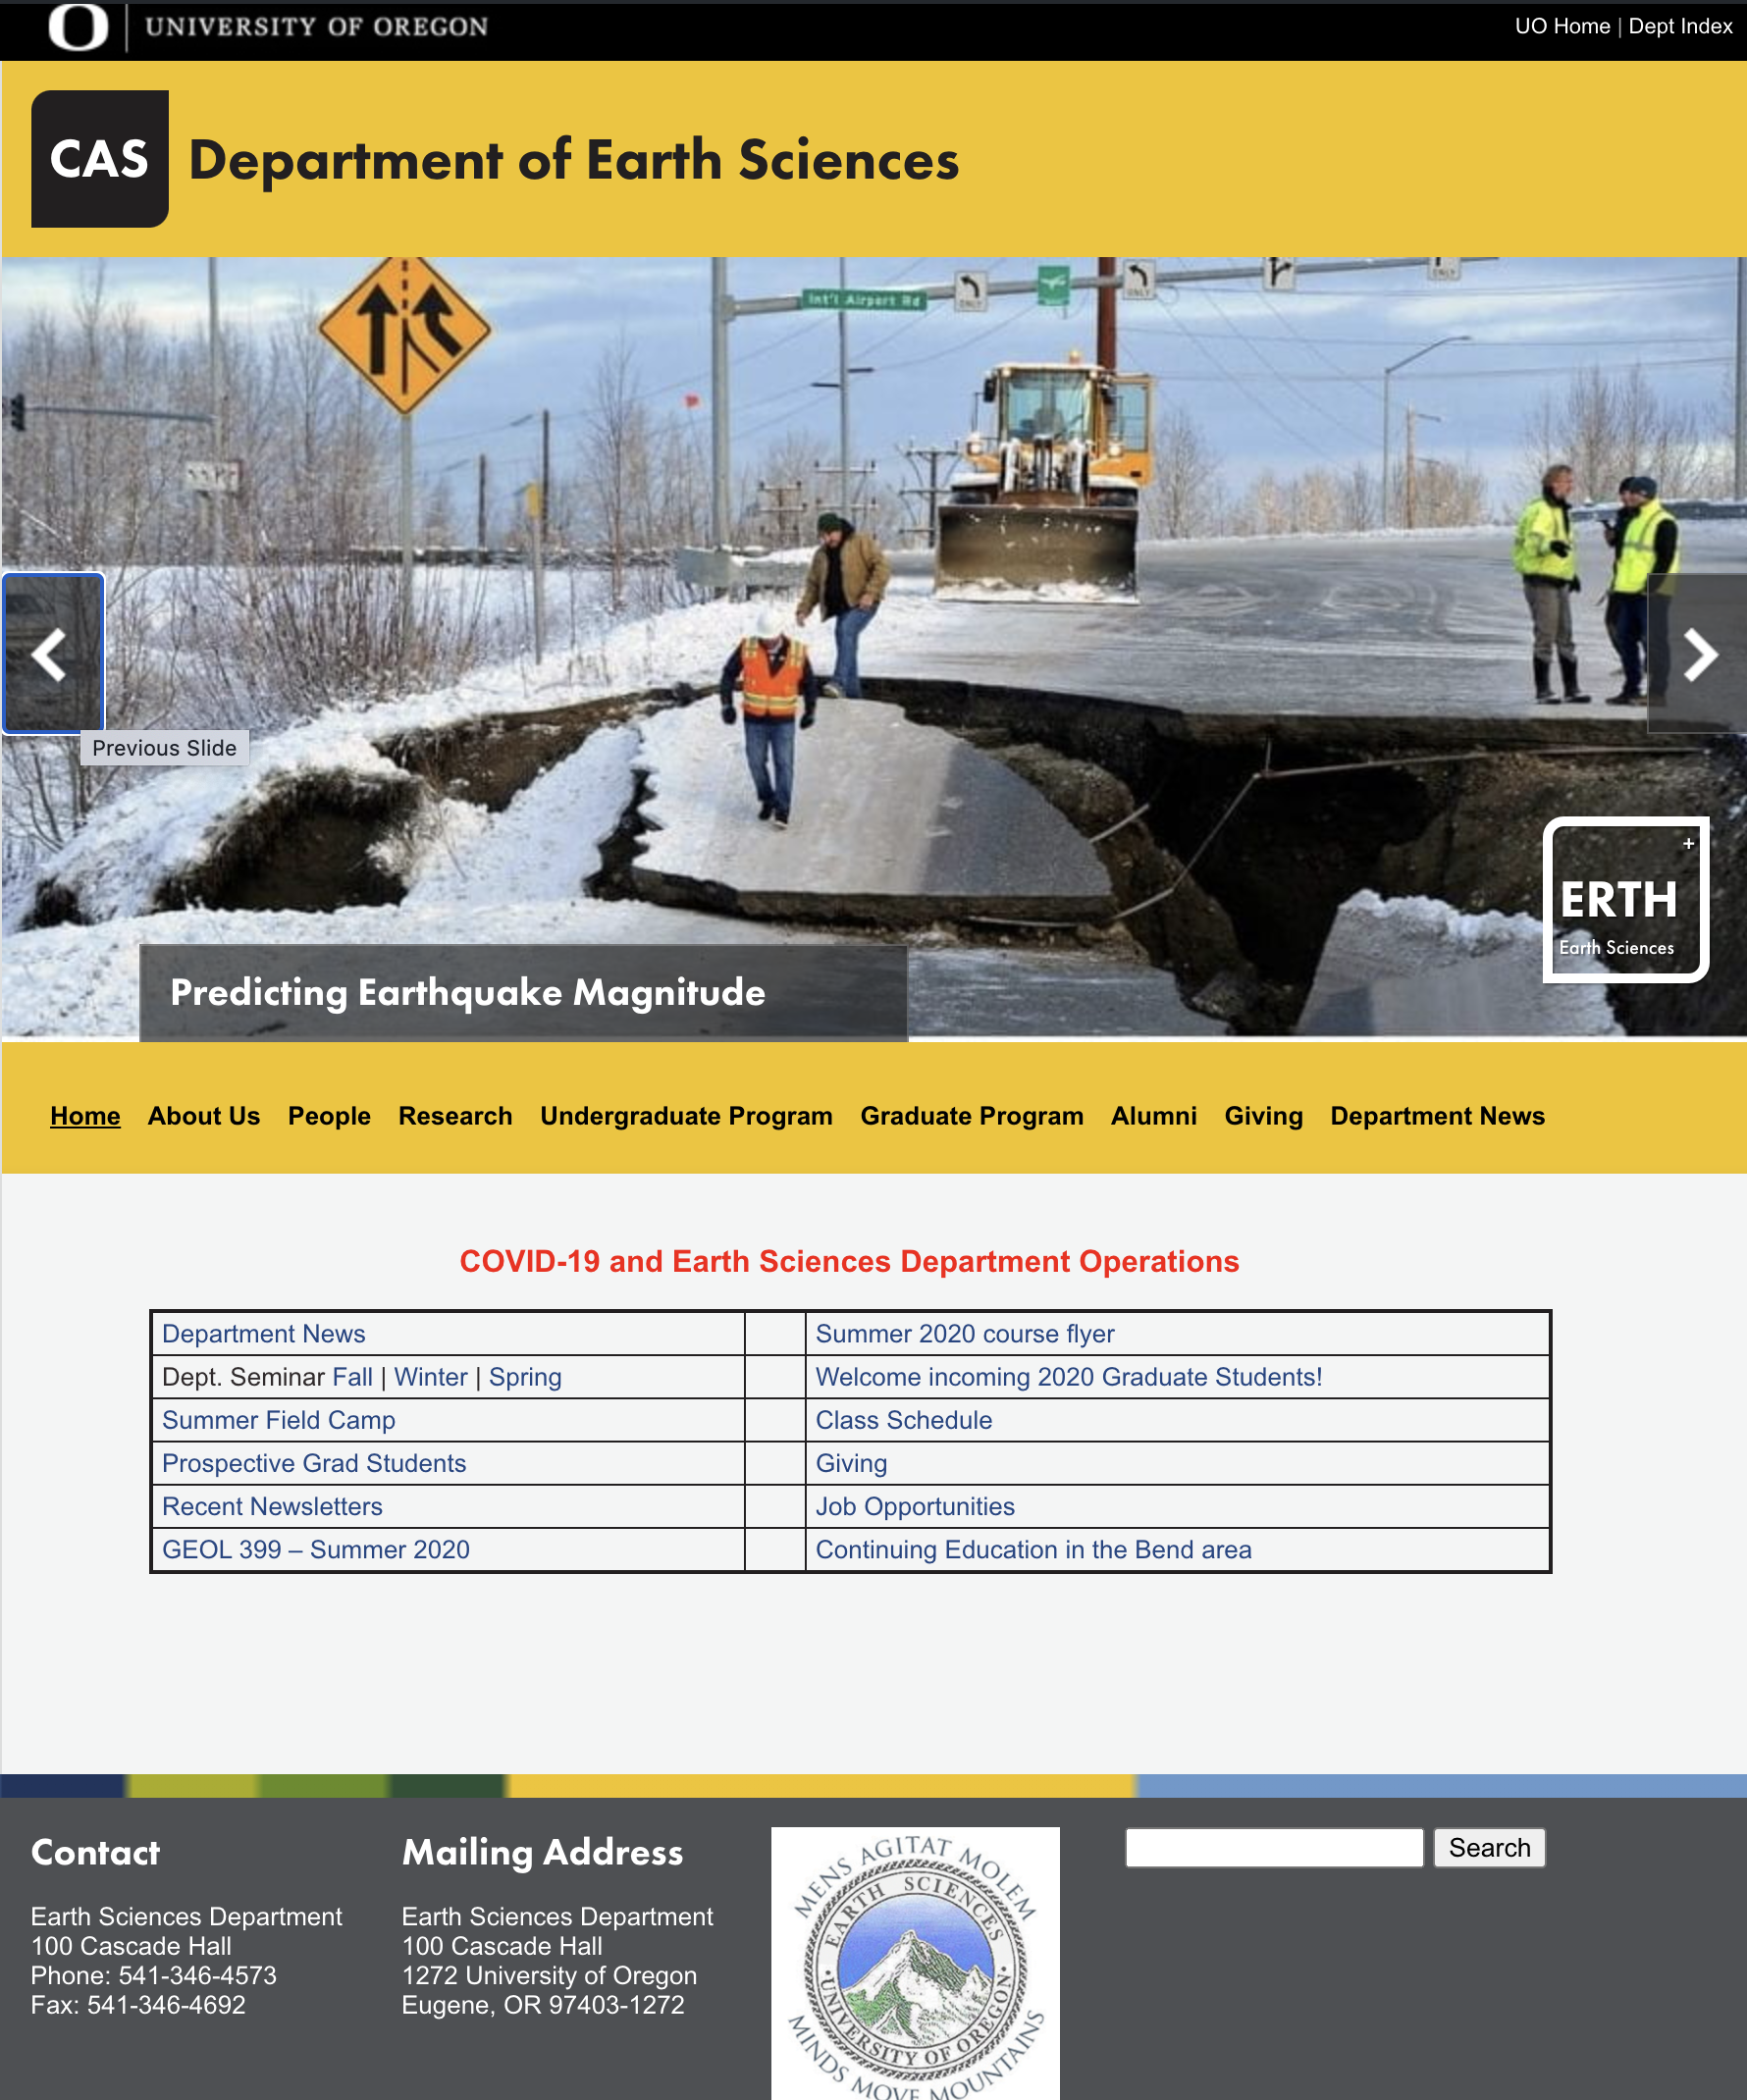 O UNIVERSITY OF OREGON
UO Home | Dept Index
CAS
Department of Earth Sciences
Int'l Airport Rd
ONLY
ONLY
ONLY
Previous Slide
+
ERTH
Earth Sciences
Predicting Earthquake Magnitude
Home About Us People Research Undergraduate Program Graduate Program Alumni Giving Department News
COVID-19 and Earth Sciences Department Operations
Department News Summer 2020 course flyer
Dept. Seminar Fall | Winter | Spring Welcome incoming 2020 Graduate Students!
Summer Field Camp Class Schedule
Prospective Grad Students Giving
Recent Newsletters Job Opportunities
GEOL 399 – Summer 2020 Continuing Education in the Bend area
Contact
Earth Sciences Department
100 Cascade Hall
Phone: 541-346-4573
Fax: 541-346-4692
Mailing Address
Earth Sciences Department
100 Cascade Hall
1272 University of Oregon
Eugene, OR 97403-1272
MENS AGITAT MOLEM
EARTH SCIENCES
UNIVERSITY OF OREGON
MINDS MOVE MOUNTAINS
Search